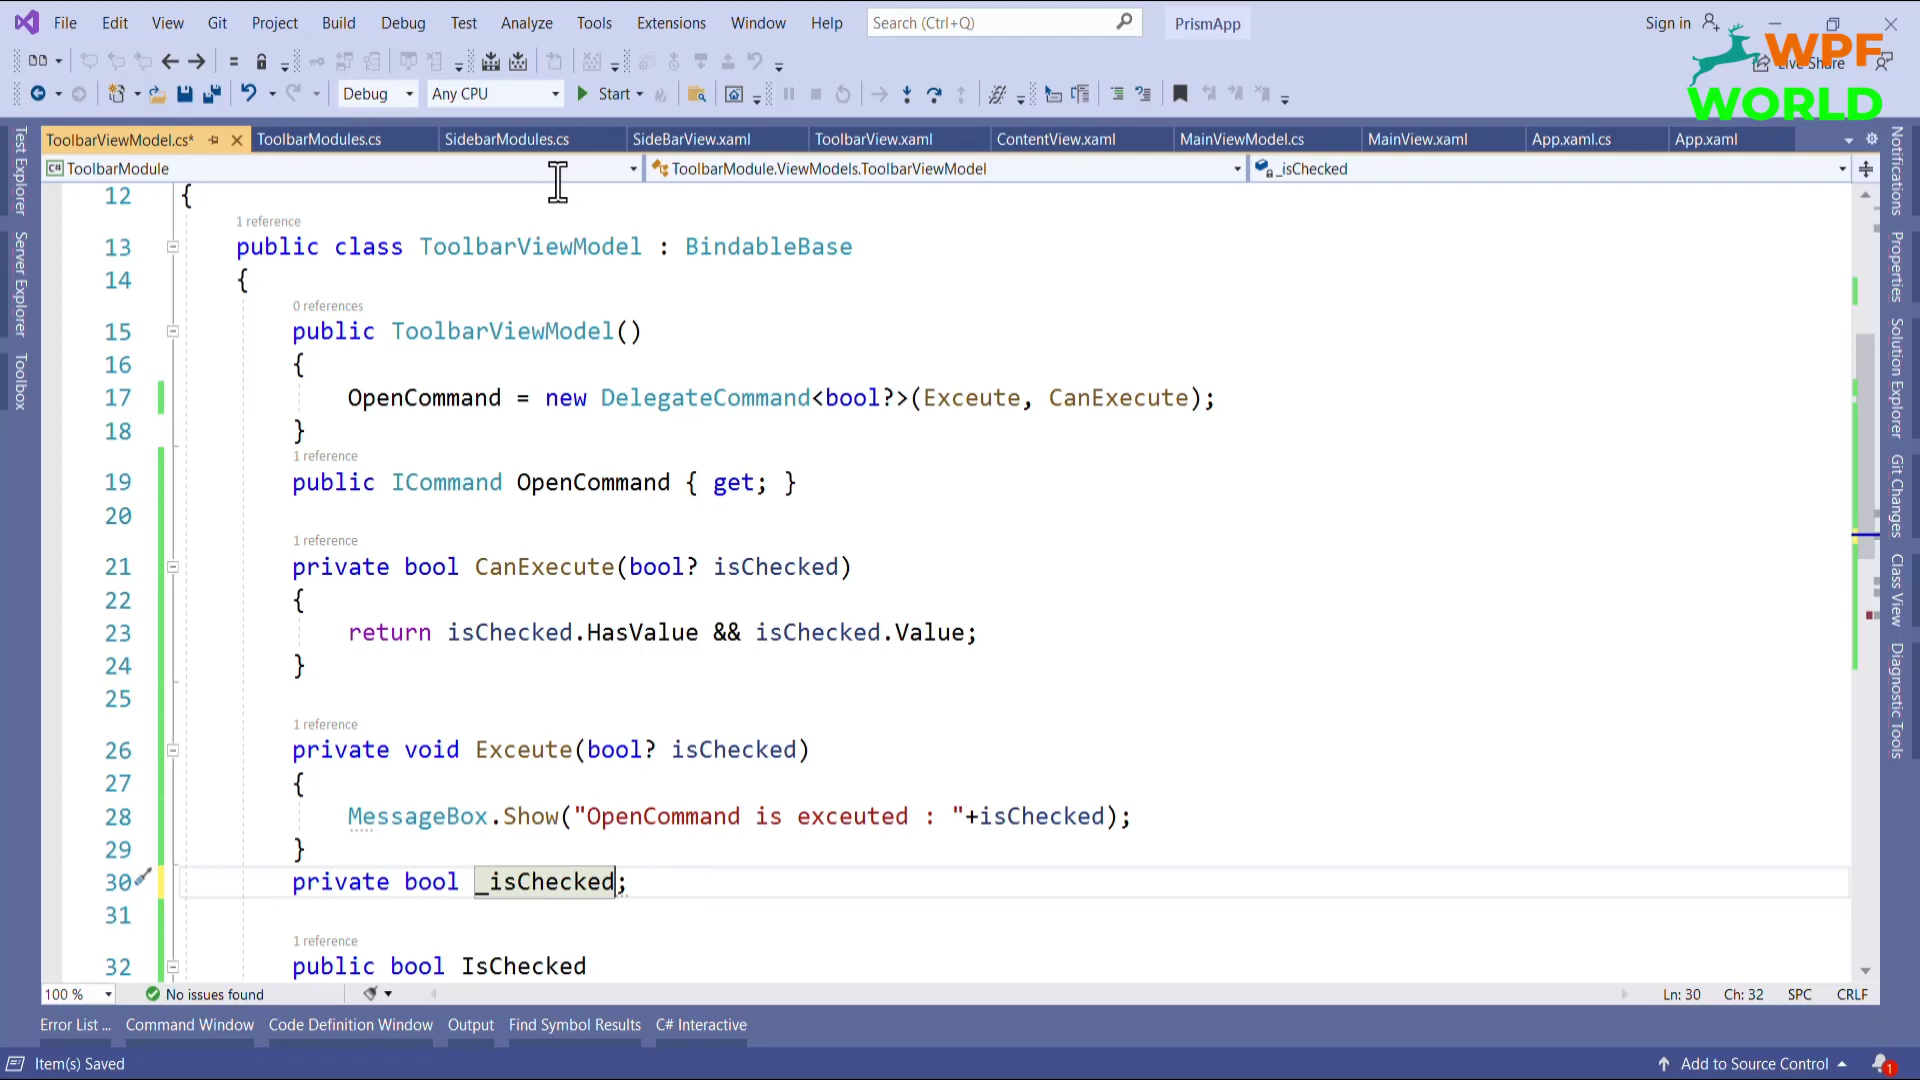 File Edit View Git Project Build Debug Test Analyze Tools Extensions Window Help Search (Ctrl+Q) PrismApp Sign in
WPF
Live Share
WORLD
Debug Any CPU Start
ToolbarViewModel.cs* ToolbarModules.cs SidebarModules.cs SideBarView.xaml ToolbarView.xaml ContentView.xaml MainViewModel.cs MainView.xaml App.xaml.cs App.xaml
C# ToolbarModule ToolbarModule.ViewModels.ToolbarViewModel _isChecked
Test Explorer
Server Explorer
Toolbox
12 {
1 reference
13 public class ToolbarViewModel : BindableBase
14 {
0 references
15 public ToolbarViewModel()
16 {
17 OpenCommand = new DelegateCommand<bool?>(Exceute, CanExecute);
18 }
1 reference
19 public ICommand OpenCommand { get; }
20
1 reference
21 private bool CanExecute(bool? isChecked)
22 {
23 return isChecked.HasValue && isChecked.Value;
24 }
25
1 reference
26 private void Exceute(bool? isChecked)
27 {
28 MessageBox.Show("OpenCommand is exceuted : "+isChecked);
29 }
30 private bool _isChecked;
31
1 reference
32 public bool IsChecked
Notifications
Properties
Solution Explorer
Git Changes
Class View
Diagnostic Tools
100 % No issues found Ln: 30 Ch: 32 SPC CRLF
Error List ... Command Window Code Definition Window Output Find Symbol Results C# Interactive
Item(s) Saved Add to Source Control 1